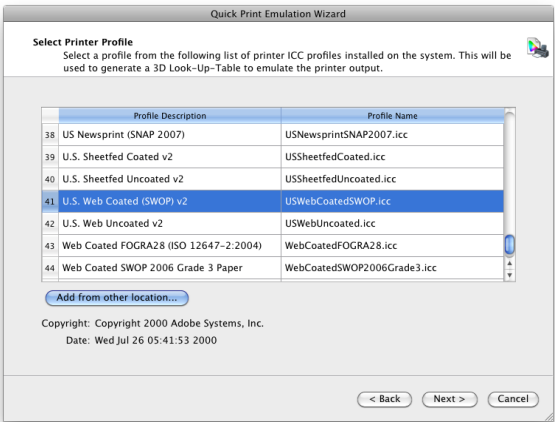 Quick Print Emulation Wizard
Select Printer Profile
Select a profile from the following list of printer ICC profiles installed on the system. This will be
used to generate a 3D Look-Up-Table to emulate the printer output.
Profile Description Profile Name
38 US Newsprint (SNAP 2007) USNewsprintSNAP2007.icc
39 U.S. Sheetfed Coated v2 USSheetfedCoated.icc
40 U.S. Sheetfed Uncoated v2 USSheetfedUncoated.icc
41 U.S. Web Coated (SWOP) v2 USWebCoatedSWOP.icc
42 U.S. Web Uncoated v2 USWebUncoated.icc
43 Web Coated FOGRA28 (ISO 12647-2:2004) WebCoatedFOGRA28.icc
44 Web Coated SWOP 2006 Grade 3 Paper WebCoatedSWOP2006Grade3.icc
Add from other location...
Copyright: Copyright 2000 Adobe Systems, Inc.
Date: Wed Jul 26 05:41:53 2000
< Back Next > Cancel